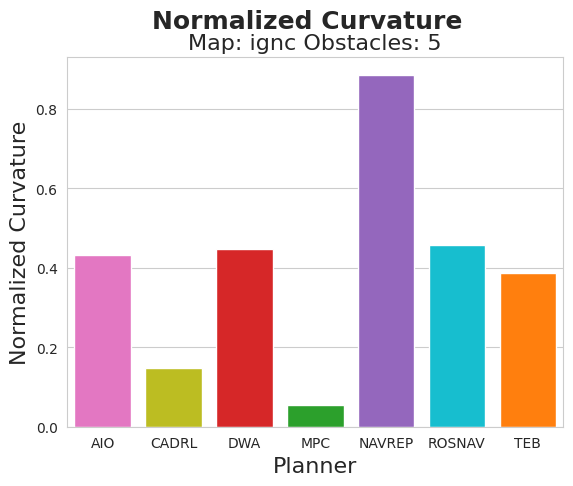 Normalized Curvature
Map: ignc Obstacles: 5
Normalized Curvature
0.8
0.6
0.4
0.2
0.0
AIO CADRL DWA MPC NAVREP ROSNAV TEB
Planner